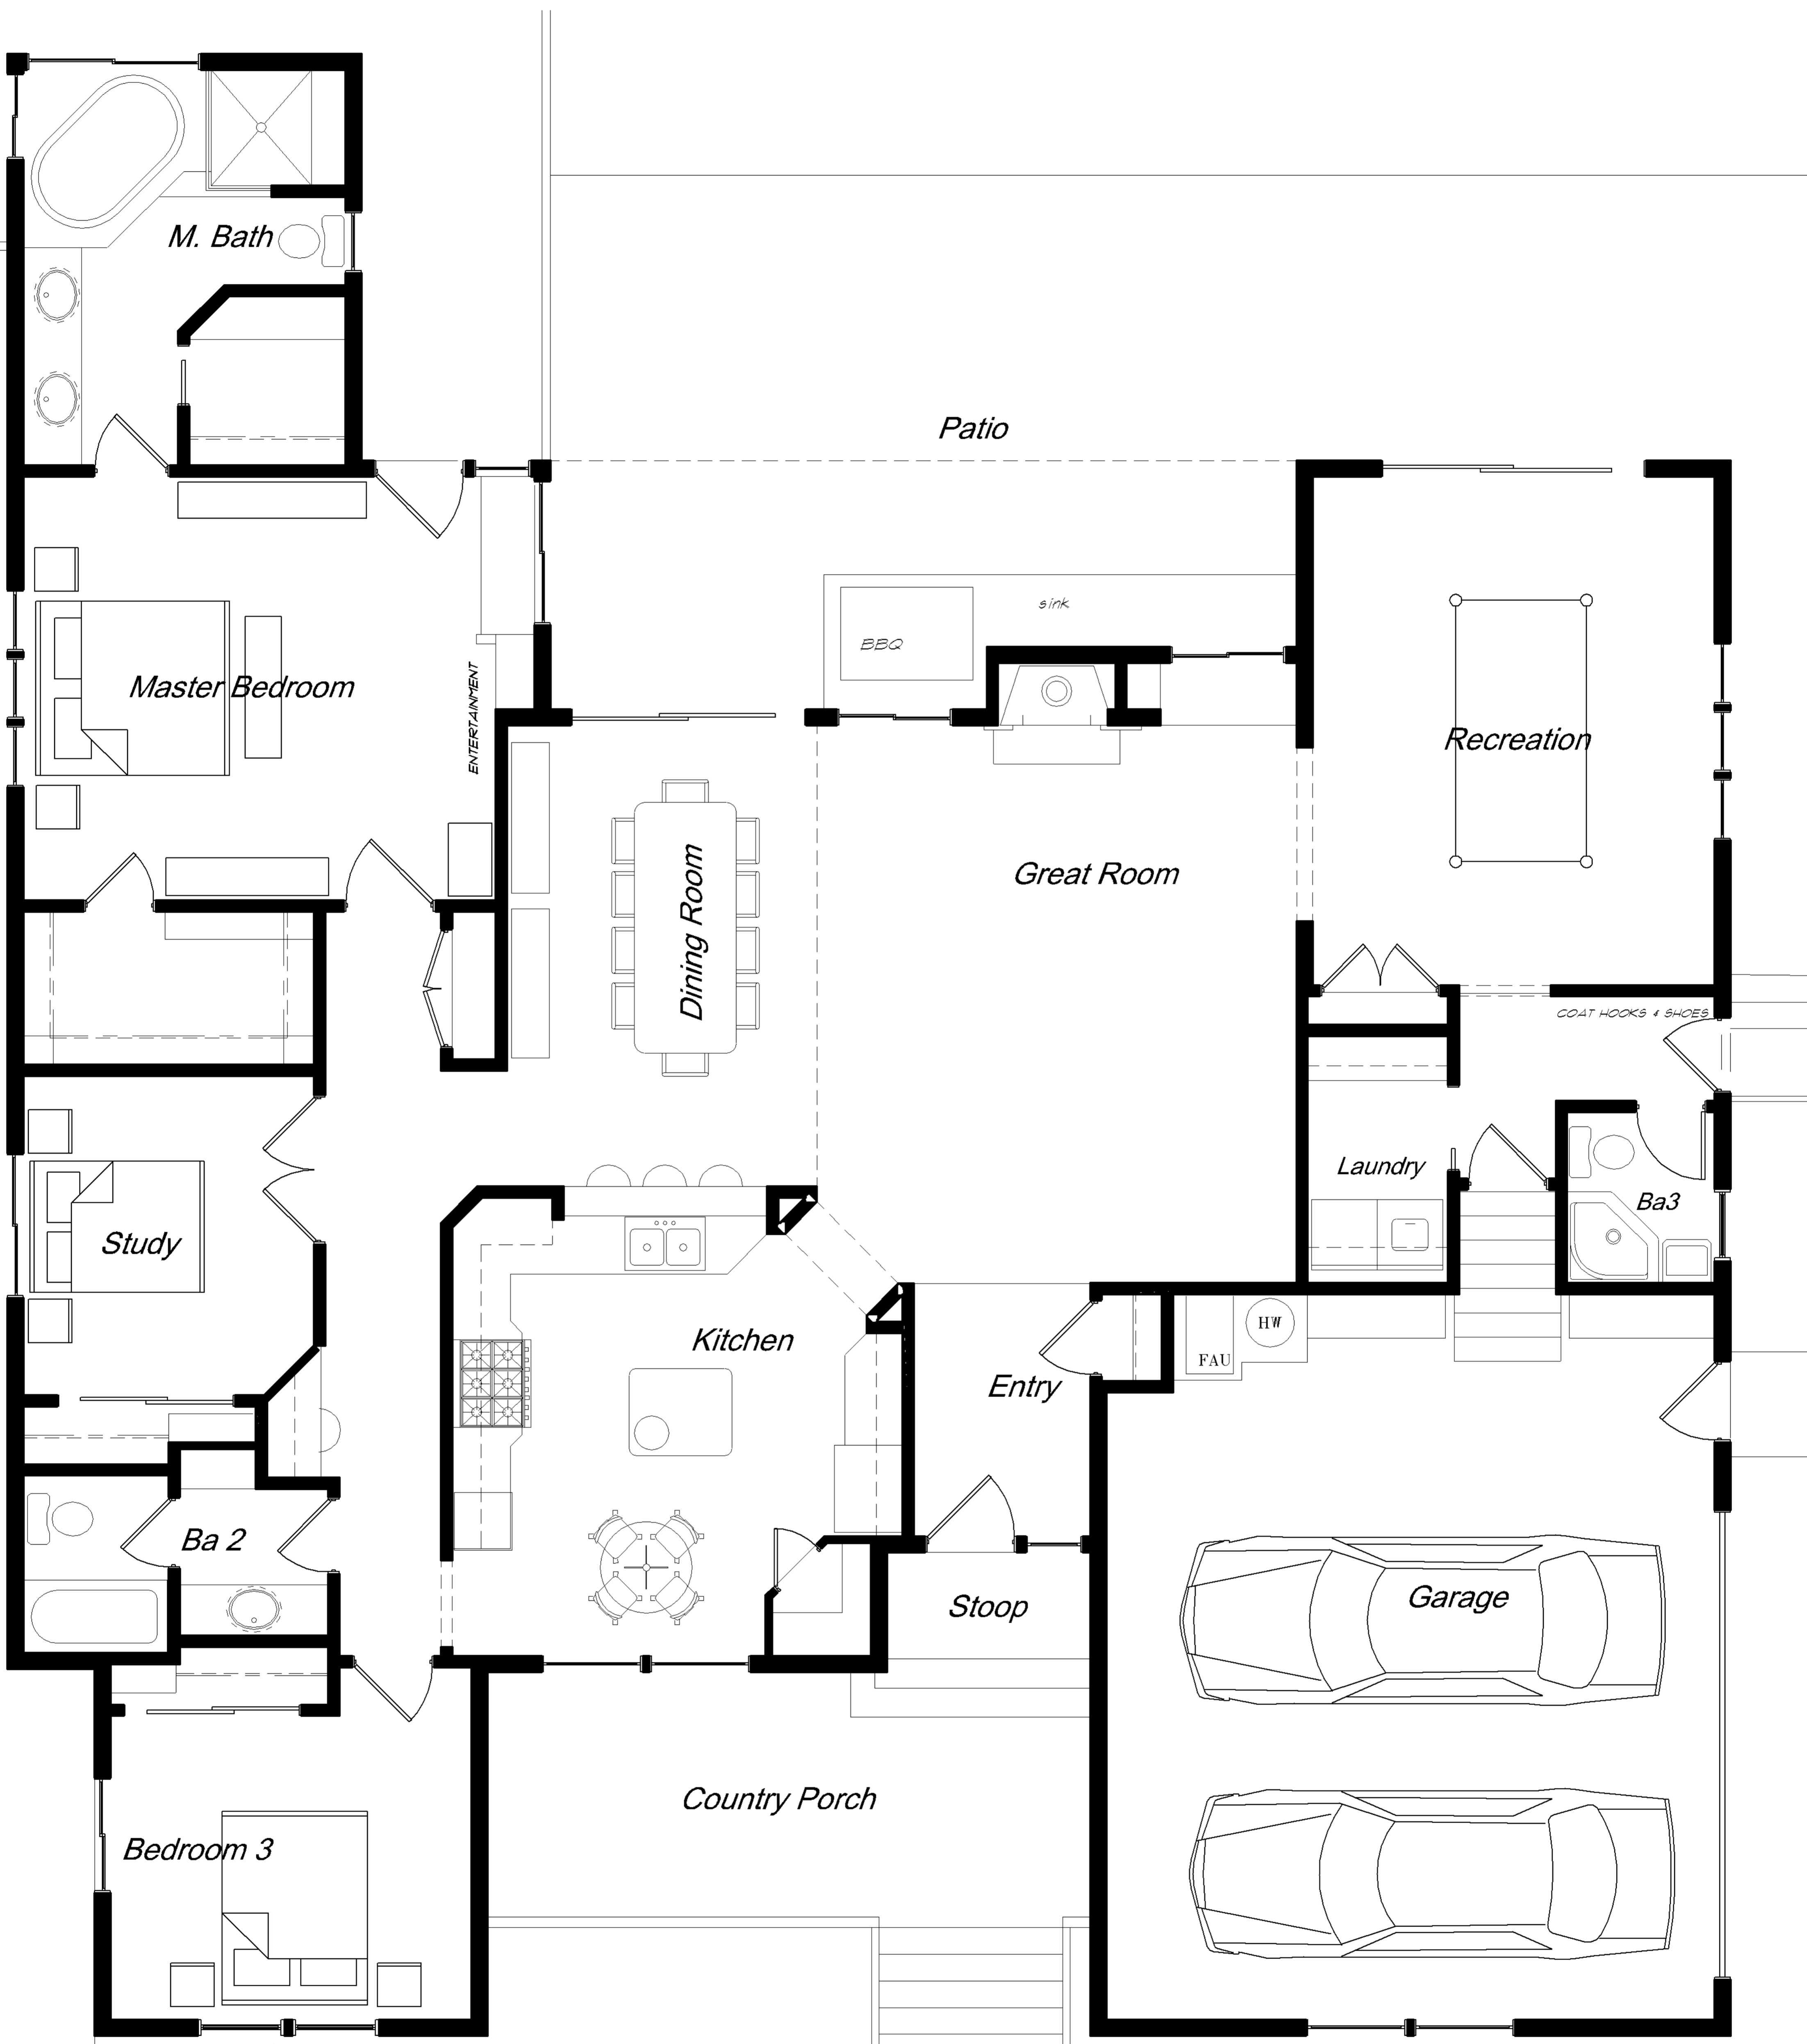 M. Bath
Patio
sink
BBQ
Master Bedroom
ENTERTAINMENT
Recreation
Great Room
Dining Room
COAT HOOKS & SHOES
Laundry
Ba3
Study
HW
FAU
Kitchen
Entry
Ba 2
Stoop
Garage
Country Porch
Bedroom 3